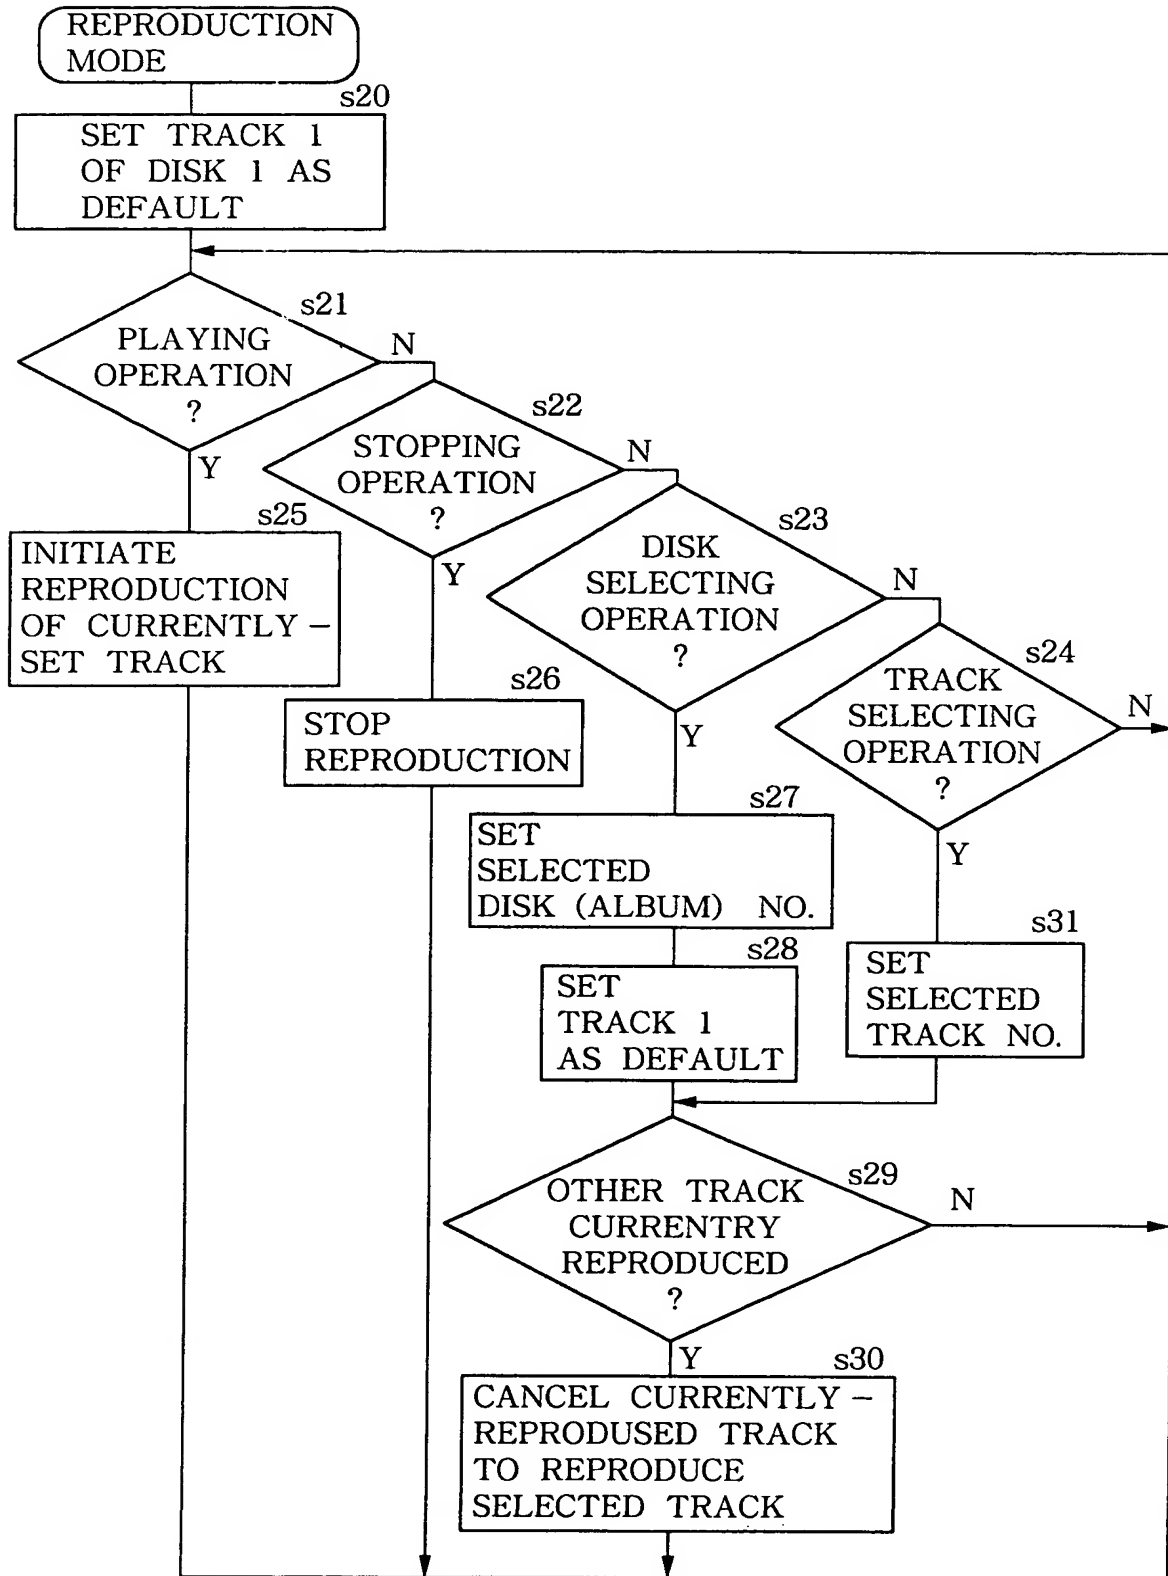 REPRODUCTION
MODE
s20
SET TRACK 1
OF DISK 1 AS
DEFAULT
s21
PLAYING
OPERATION
?
N
Y
s22
STOPPING
OPERATION
?
N
Y
s25
INITIATE
REPRODUCTION
OF CURRENTLY–
SET TRACK
s23
DISK
SELECTING
OPERATION
?
N
Y
s26
STOP
REPRODUCTION
s24
TRACK
SELECTING
OPERATION
?
N
Y
s27
SET
SELECTED
DISK (ALBUM) NO.
s28
SET
TRACK 1
AS DEFAULT
s31
SET
SELECTED
TRACK NO.
s29
OTHER TRACK
CURRENTRY
REPRODUCED
?
N
Y
s30
CANCEL CURRENTLY–
REPRODUSED TRACK
TO REPRODUCE
SELECTED TRACK